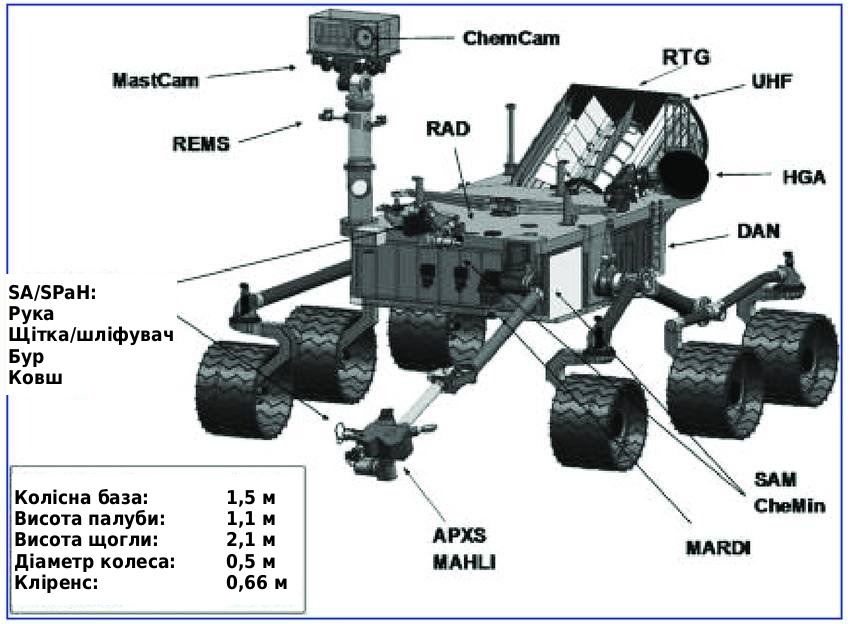 ChemCam
MastCam
RTG
UHF
REMS
RAD
HGA
DAN
SA/SPaH:
Рука
Щітка/шліфувач
Бур
Ковш
Колісна база: 1,5 м
Висота палуби: 1,1 м
Висота щогли: 2,1 м
Діаметр колеса: 0,5 м
Кліренс: 0,66 м
APXS
MAHLI
SAM
CheMin
MARDI